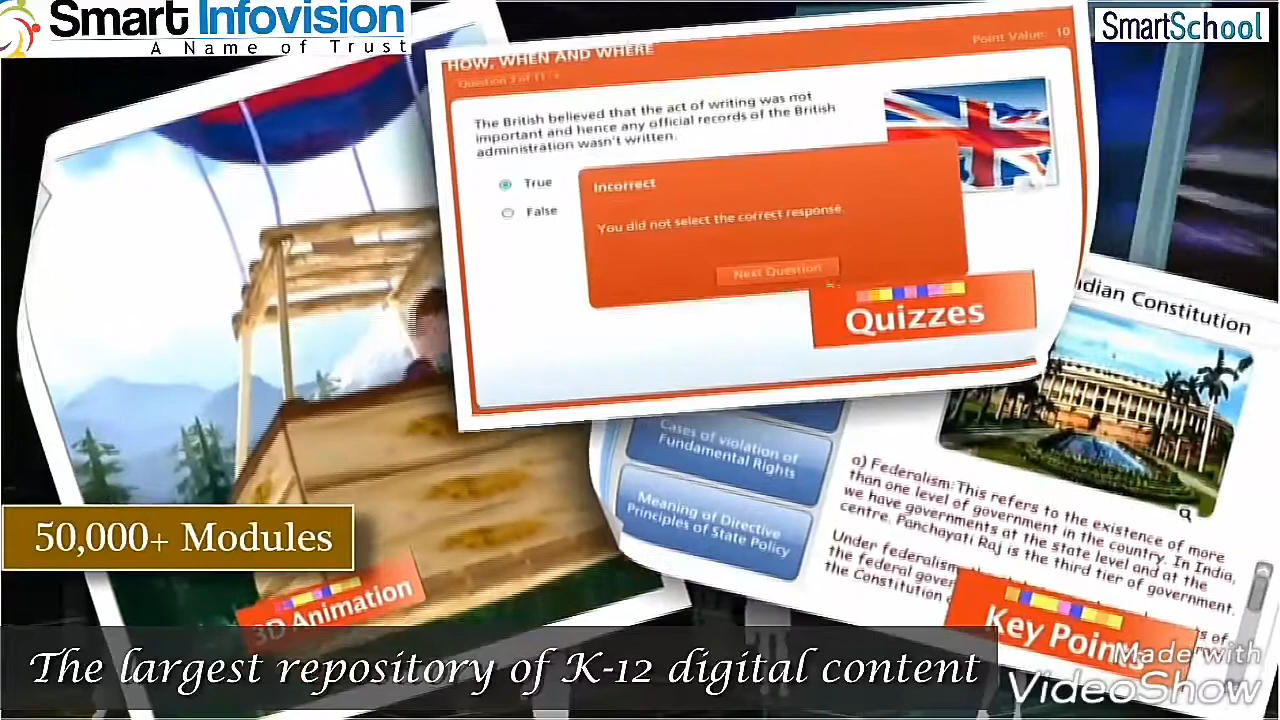 Smart Infovision
A Name of Trust
SmartSchool
HOW, WHEN AND WHERE
Point Value: 10
Question 3 of 11
The British believed that the act of writing was not
important and hence any official records of the British
administration wasn't written.
True
False
Incorrect
You did not select the correct response.
Next Question
Quizzes
dian Constitution
Cases of violation of
Fundamental Rights
Meaning of Directive
Principles of State Policy
a) Federalism: This refers to the existence of more
than one level of government in the country. In India,
we have governments at the state level and at the
centre. Panchayati Raj is the third tier of government.
Under federalism
the federal gover
the Constitution
s of
Key Points
50,000+ Modules
3D Animation
The largest repository of K-12 digital content
Made with
VideoShow